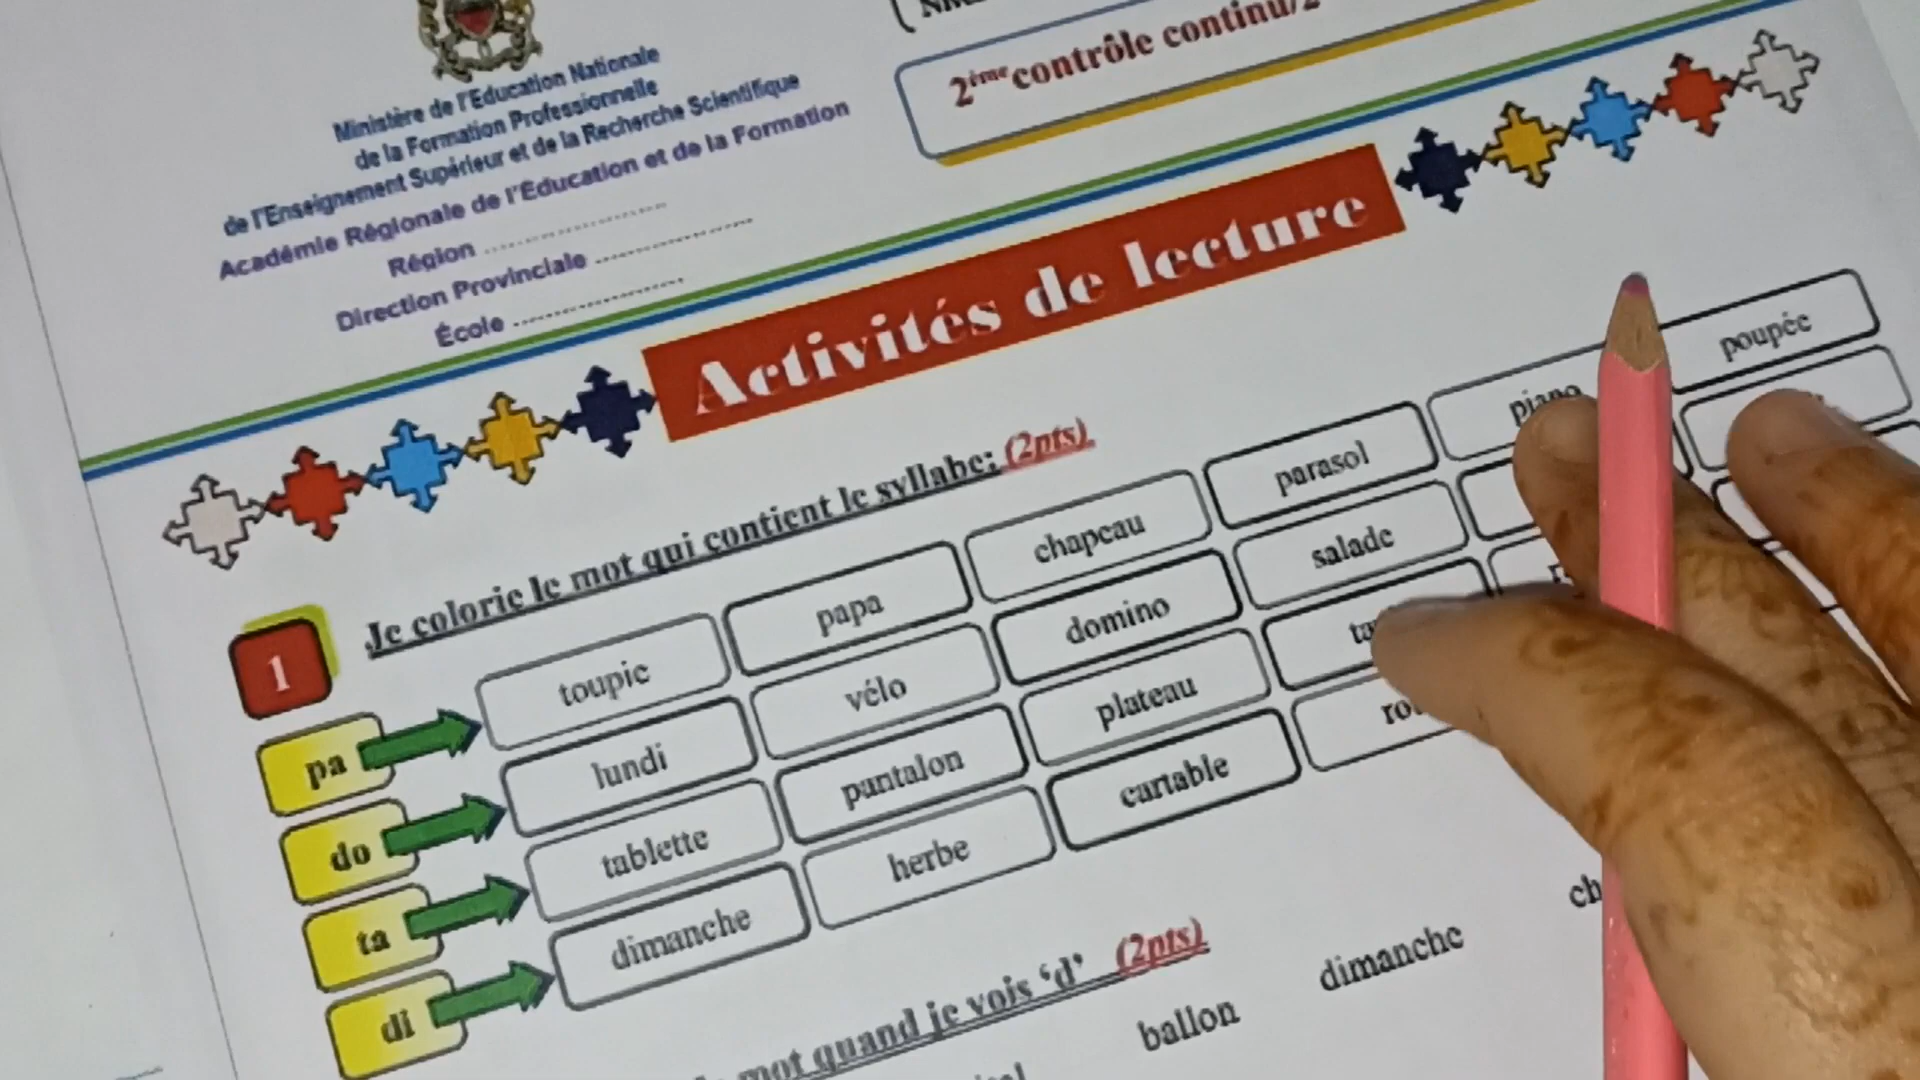 Ministère de l'Education Nationale
de la Formation Professionnelle
de l'Enseignement Supérieur et de la Recherche Scientifique
Académie Régionale de l'Éducation et de la Formation
Région ........................
Direction Provinciale ........................
École ........................
2ème contrôle continu/2
Activités de lecture
1 Je colorie le mot qui contient le syllabe: (2pts).
pa toupie papa chapeau parasol piano poupée
do lundi vélo domino salade
ta tablette pantalon plateau
di dimanche herbe cartable
mot quand je vois ‘d’ (2pts)
ballon dimanche